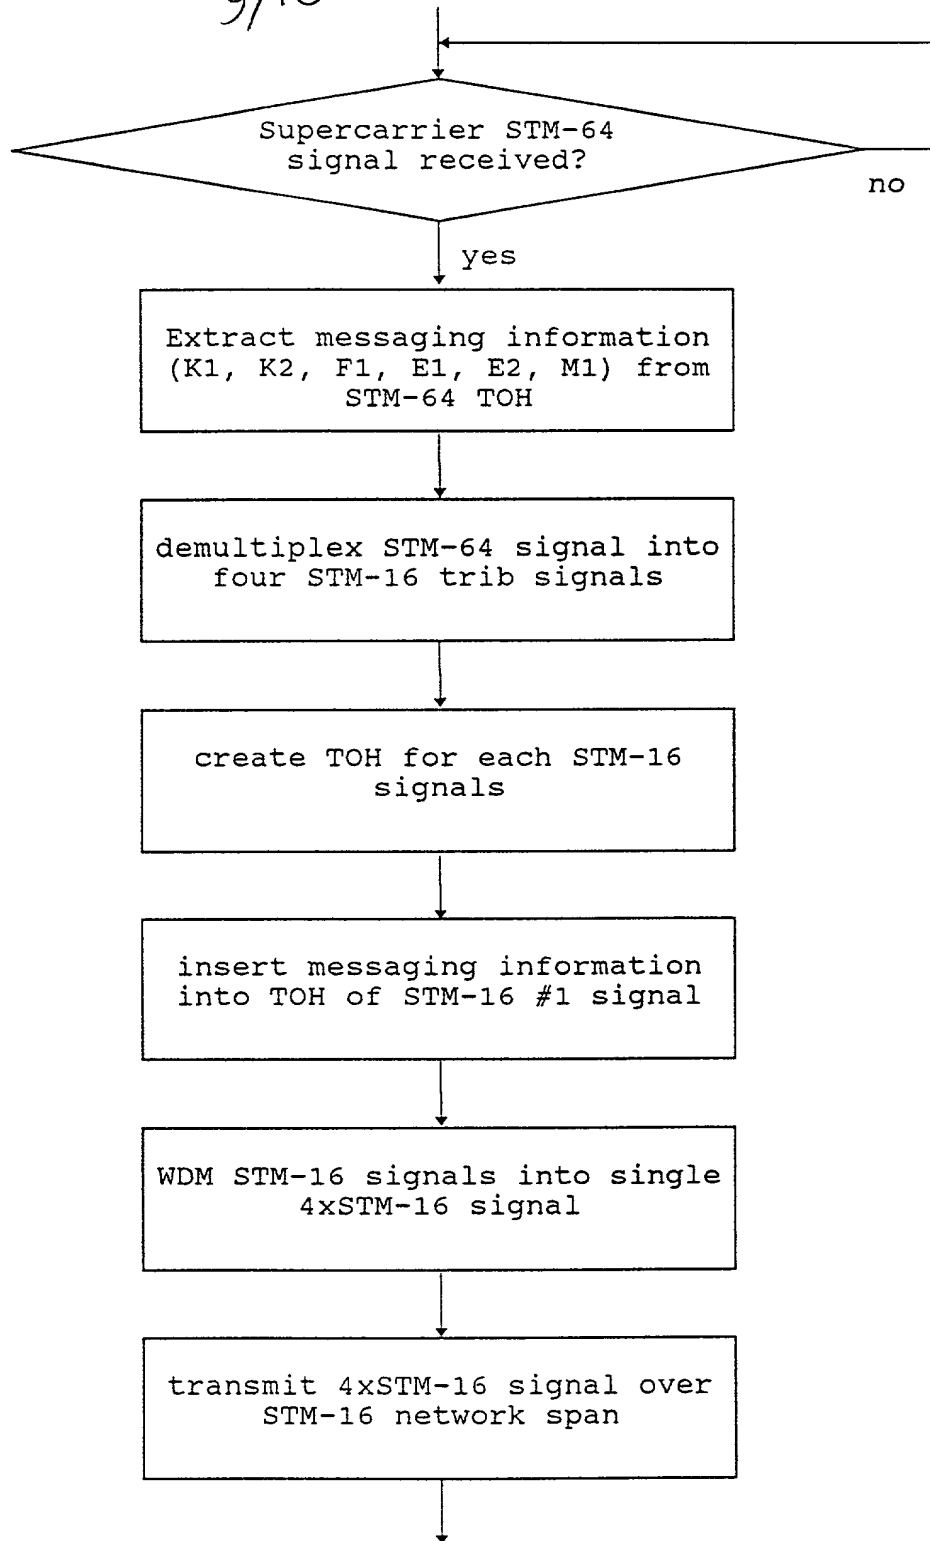 9/10
Supercarrier STM-64
signal received?
no
yes
Extract messaging information
(K1, K2, F1, E1, E2, M1) from
STM-64 TOH
demultiplex STM-64 signal into
four STM-16 trib signals
create TOH for each STM-16
signals
insert messaging information
into TOH of STM-16 #1 signal
WDM STM-16 signals into single
4xSTM-16 signal
transmit 4xSTM-16 signal over
STM-16 network span